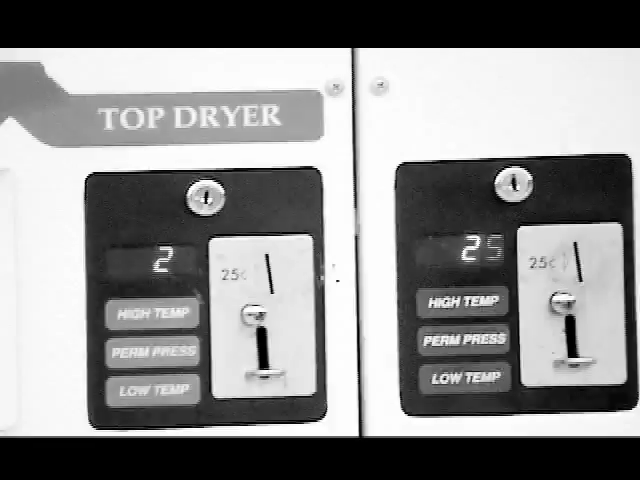 TOP DRYER
2
25¢
HIGH TEMP
PERM PRESS
LOW TEMP
25
25¢
HIGH TEMP
PERM PRESS
LOW TEMP